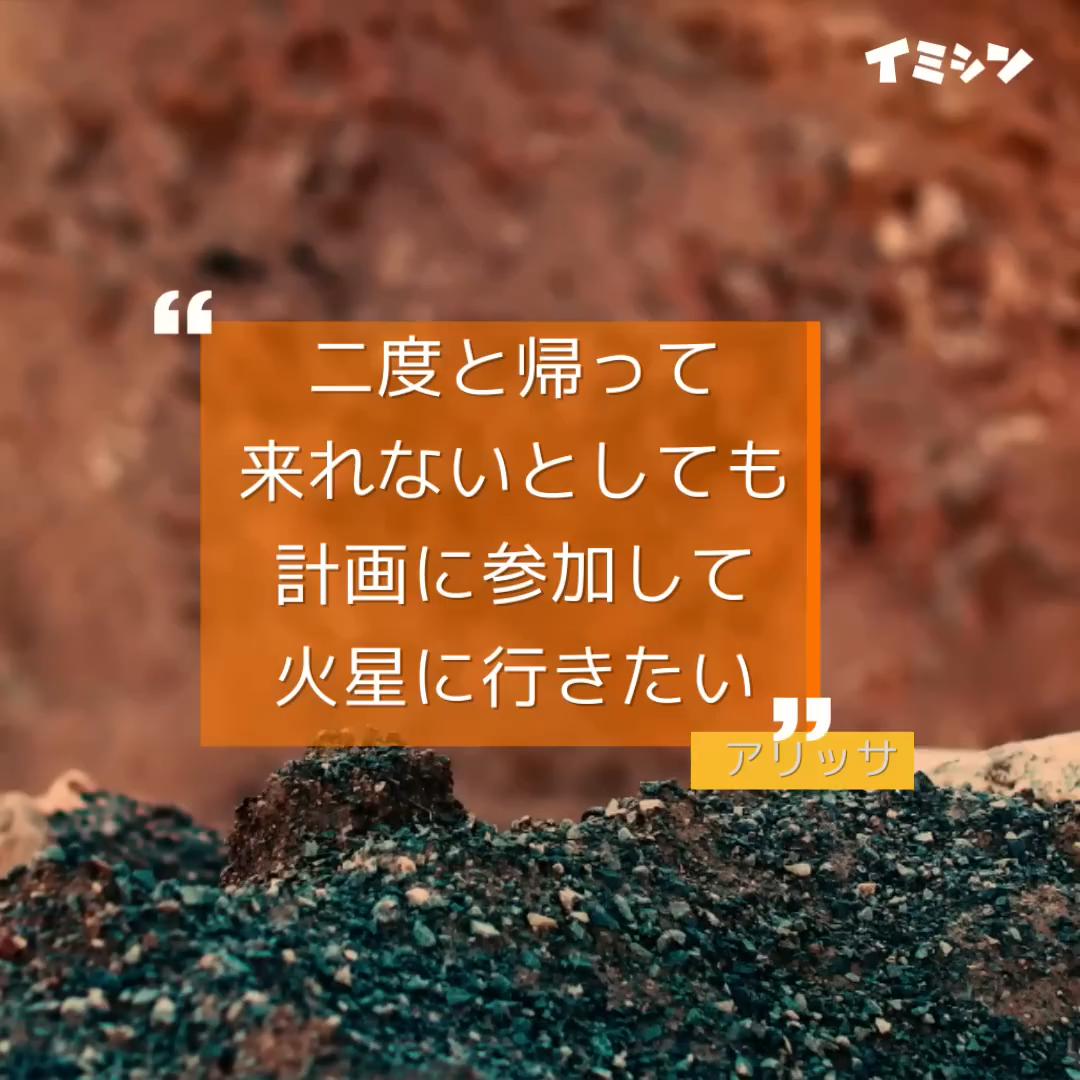 イミシン
“
二度と帰って
来れないとしても
計画に参加して
火星に行きたい
”
アリッサ